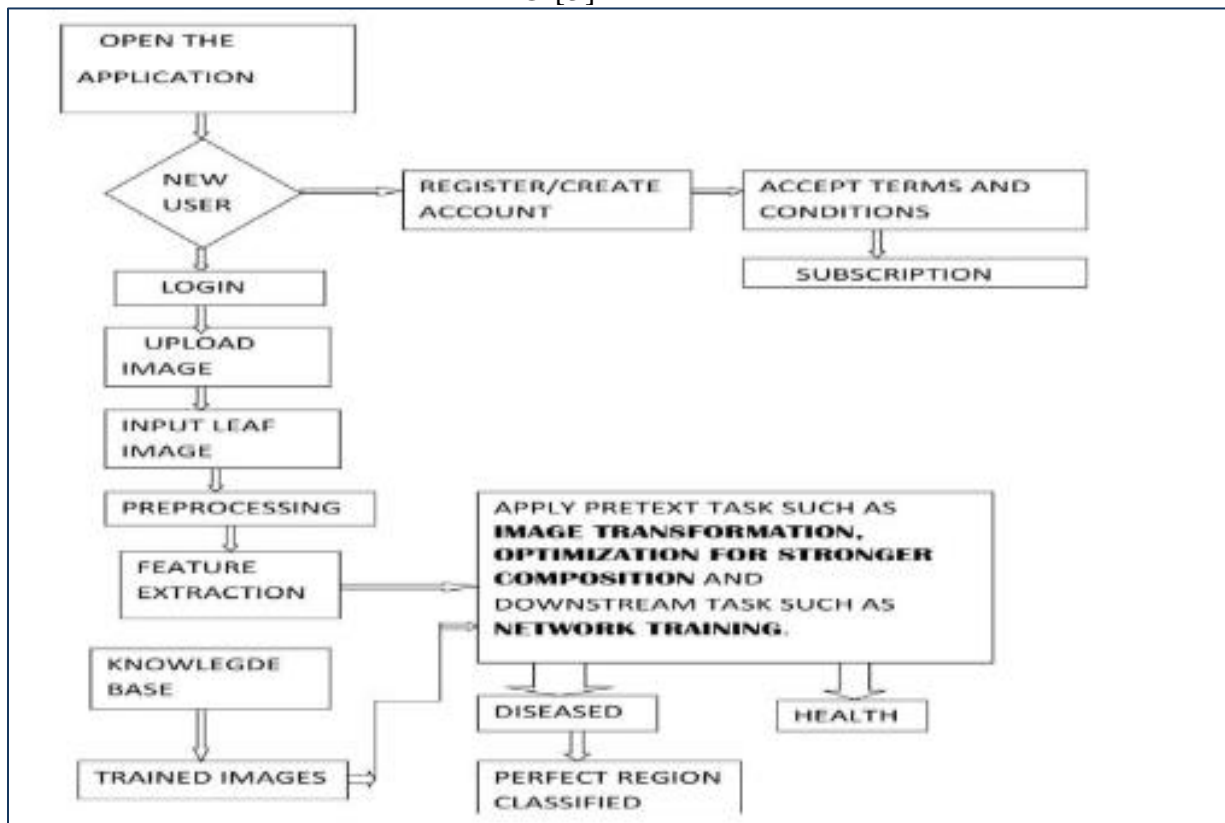 OPEN THE
APPLICATION
NEW
USER
REGISTER/CREATE
ACCOUNT
ACCEPT TERMS AND
CONDITIONS
SUBSCRIPTION
LOGIN
UPLOAD
IMAGE
INPUT LEAF
IMAGE
PREPROCESSING
FEATURE
EXTRACTION
APPLY PRETEXT TASK SUCH AS
IMAGE TRANSFORMATION,
OPTIMIZATION FOR STRONGER
COMPOSITION AND
DOWNSTREAM TASK SUCH AS
NETWORK TRAINING.
KNOWLEGDE
BASE
TRAINED IMAGES
DISEASED
HEALTH
PERFECT REGION
CLASSIFIED